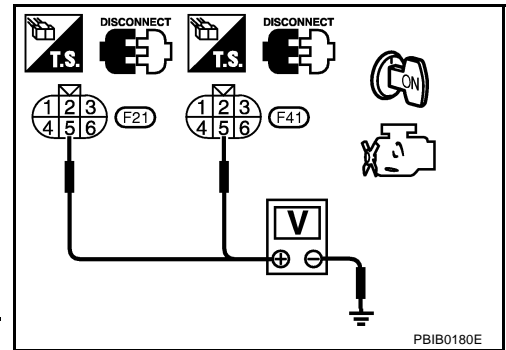 DISCONNECT DISCONNECT
T.S. T.S.
ON
1 2 3 1 2 3
F21 F41
4 5 6 4 5 6
V
+ −
PBIB0180E